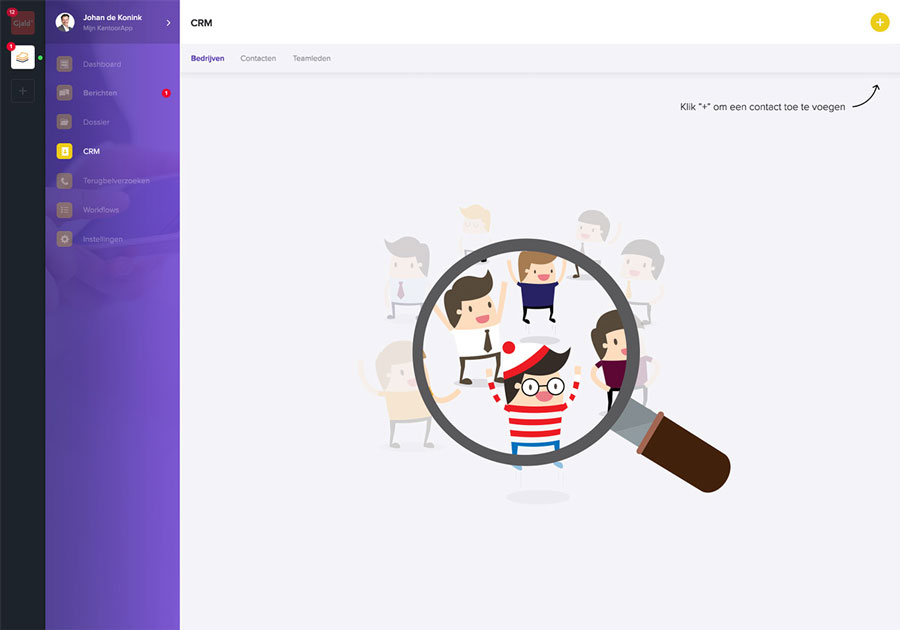 12
Gjald
1
+
Johan de Konink
Mijn KantoorApp
Dashboard
Berichten
1
Dossier
CRM
Terugbelverzoeken
Workflows
Instellingen
CRM
+
Bedrijven Contacten Teamleden
Klik "+" om een contact toe te voegen